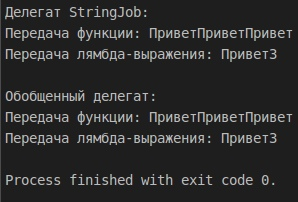 Делегат StringJob:
Передача функции: ПриветПриветПривет
Передача лямбда-выражения: Привет3
Обобщенный делегат:
Передача функции: ПриветПриветПривет
Передача лямбда-выражения: Привет3
Process finished with exit code 0.